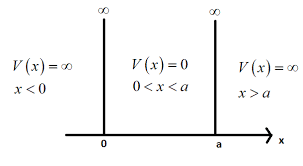 ∞ ∞
V(x) = ∞ V(x) = 0 V(x) = ∞
x < 0 0 < x < a x > a
0 a x